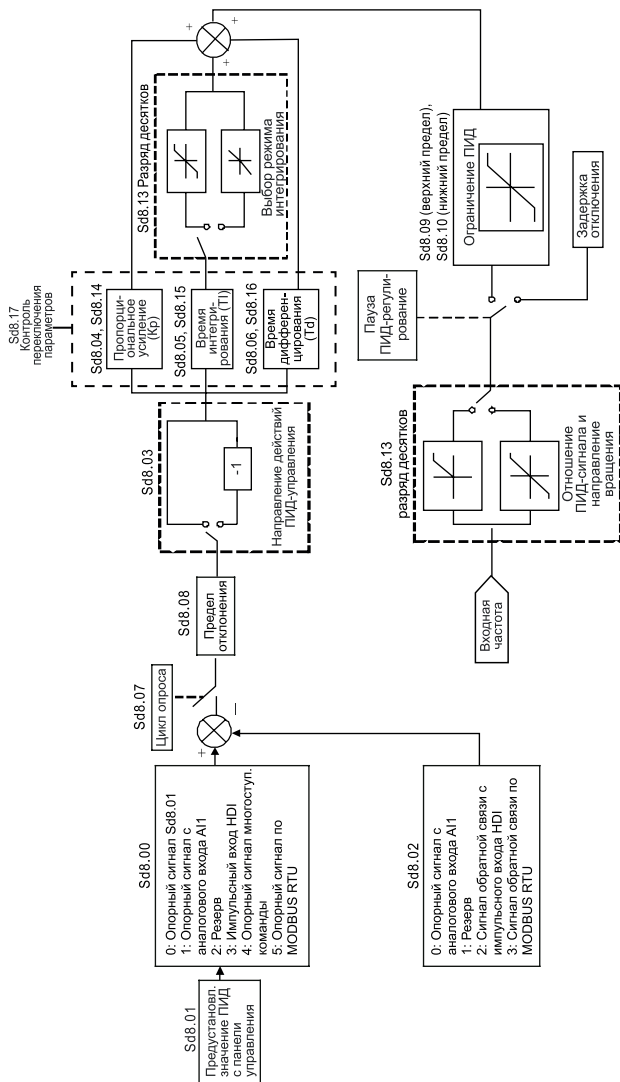 Sd8.01
Предустановл.
значение ПИД
с панели
управления
Sd8.00
0: Опорный сигнал Sd8.01
1: Опорный сигнал с
аналогового входа AI1
2: Резерв
3: Импульсный вход HDI
4: Опорный сигнал многоступ.
команды
5: Опорный сигнал по
MODBUS RTU
Sd8.02
0: Опорный сигнал с
аналогового входа AI1
1: Резерв
2: Сигнал обратной связи с
импульсного входа HDI
3: Сигнал обратной связи по
MODBUS RTU
+
−
Sd8.07
Цикл опроса
Sd8.08
Предел
отклонения
Sd8.03
-1
Направление действий
ПИД-управления
Sd8.17
Контроль
переключения
параметров
Sd8.04, Sd8.14
Пропорци-
ональное
усиление
(Kp)
Sd8.05, Sd8.15
Время
интегри-
рования (TI)
Sd8.06, Sd8.16
Время
дифферен-
цирования
(Td)
Sd8.13 Разряд десятков
Выбор режима
интегрирования
+
+
+
Sd8.09 (верхний предел),
Sd8.10 (нижний предел)
Ограничение ПИД
Задержка
отключения
Пауза
ПИД-регули-
рование
Sd8.13
разряд десятков
Отношение
ПИД-сигнала и
направление
вращения
Входная
частота